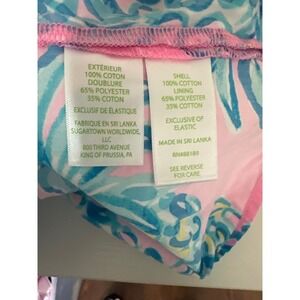 EXTÉRIEUR
100% COTON
DOUBLURE
65% POLYESTER
35% COTON
EXCLUSIF DE ÉLASTIQUE
FABRIQUE EN SRI LANKA
SUGARTOWN WORLDWIDE,
LLC
800 THIRD AVENUE
KING OF PRUSSIA, PA
SHELL
100% COTTON
LINING
65% POLYESTER
35% COTTON
EXCLUSIVE OF
ELASTIC
MADE IN SRI LANKA
SEE REVERSE
FOR CARE